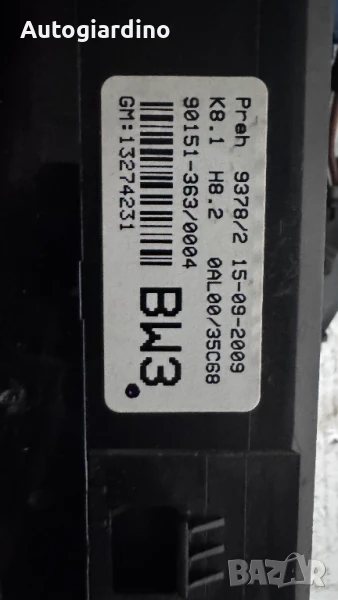 Autogiardino
Preh 9378/2 15-09-2009
K8.1 H8.2 0AL00/35C68
90151-363/0004
GM:13274231
BW3
BAZAR